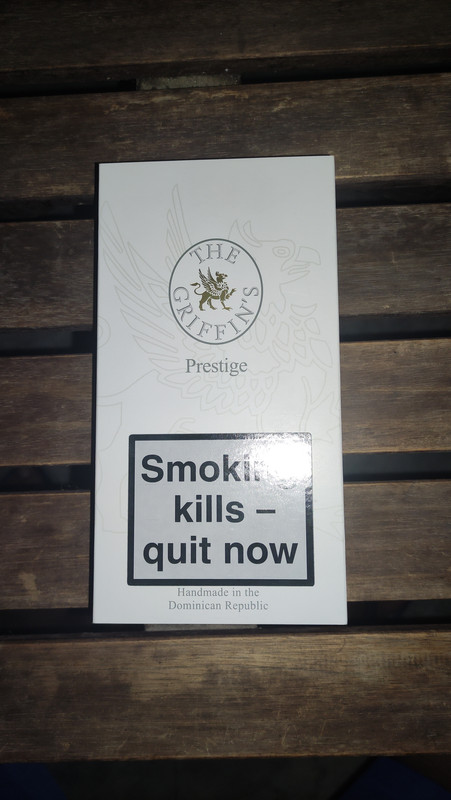 THE
GRIFFIN'S
Prestige
Smoking
kills –
quit now
Handmade in the
Dominican Republic